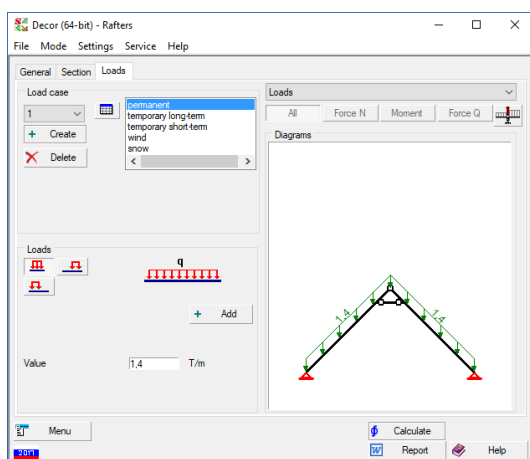 Decor (64-bit) - Rafters
File Mode Settings Service Help
General Section Loads
Load case
1
Create
Delete
permanent
temporary long-term
temporary short-term
wind
snow
Loads
All Force N Moment Force Q
Diagrams
1.4
1.4
Loads
q
Add
Value 1.4 T/m
Menu
Calculate
Report
Help
2011